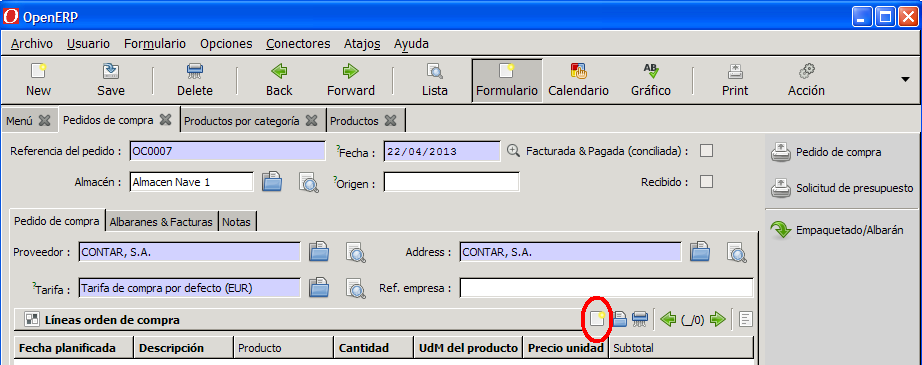 OpenERP
Archivo Usuario Formulario Opciones Conectores Atajos Ayuda
New Save Delete Back Forward Lista Formulario Calendario Gráfico Print Acción
Menú Pedidos de compra Productos por categoría Productos
Referencia del pedido : OC0007 ?Fecha : 22/04/2013 Facturada & Pagada (conciliada) : Pedido de compra
Almacén : Almacen Nave 1 ?Origen : Recibido : Solicitud de presupuesto
Pedido de compra Albaranes & Facturas Notas Empaquetado/Albarán
Proveedor : CONTAR, S.A. Address : CONTAR, S.A.
?Tarifa : Tarifa de compra por defecto (EUR) Ref. empresa :
Líneas orden de compra (_/0)
Fecha planificada Descripción Producto Cantidad UdM del producto Precio unidad Subtotal